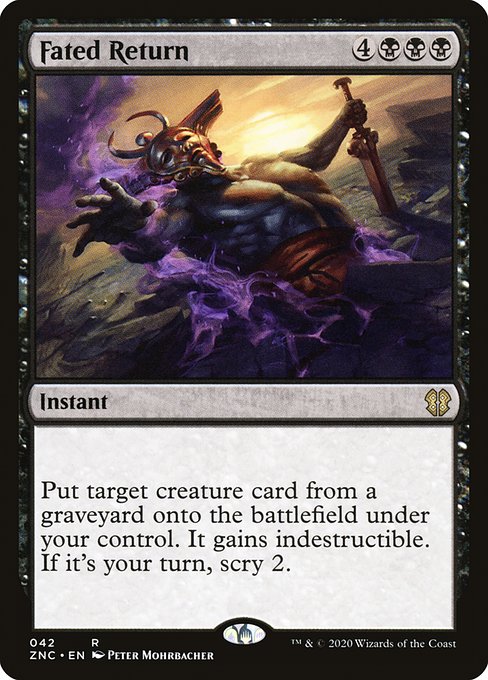 Fated Return 4
Instant
Put target creature card from a
graveyard onto the battlefield under
your control. It gains indestructible.
If it's your turn, scry 2.
042 R
ZNC • EN Peter Mohrbacher
™ & © 2020 Wizards of the Coast